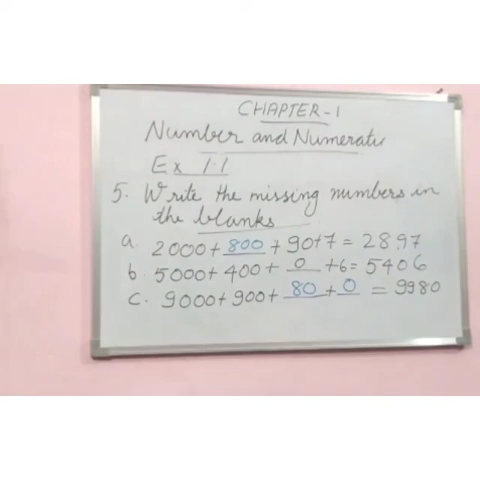 CHAPTER-1
Number and Numeratu
Ex 1.1
5. Write the missing numbers in
the blanks
a. 2000+ 800 + 90+7 = 2897
b. 5000+ 400+ 0 +6= 5406
c. 9000+ 900+ 80 + 0 = 9980